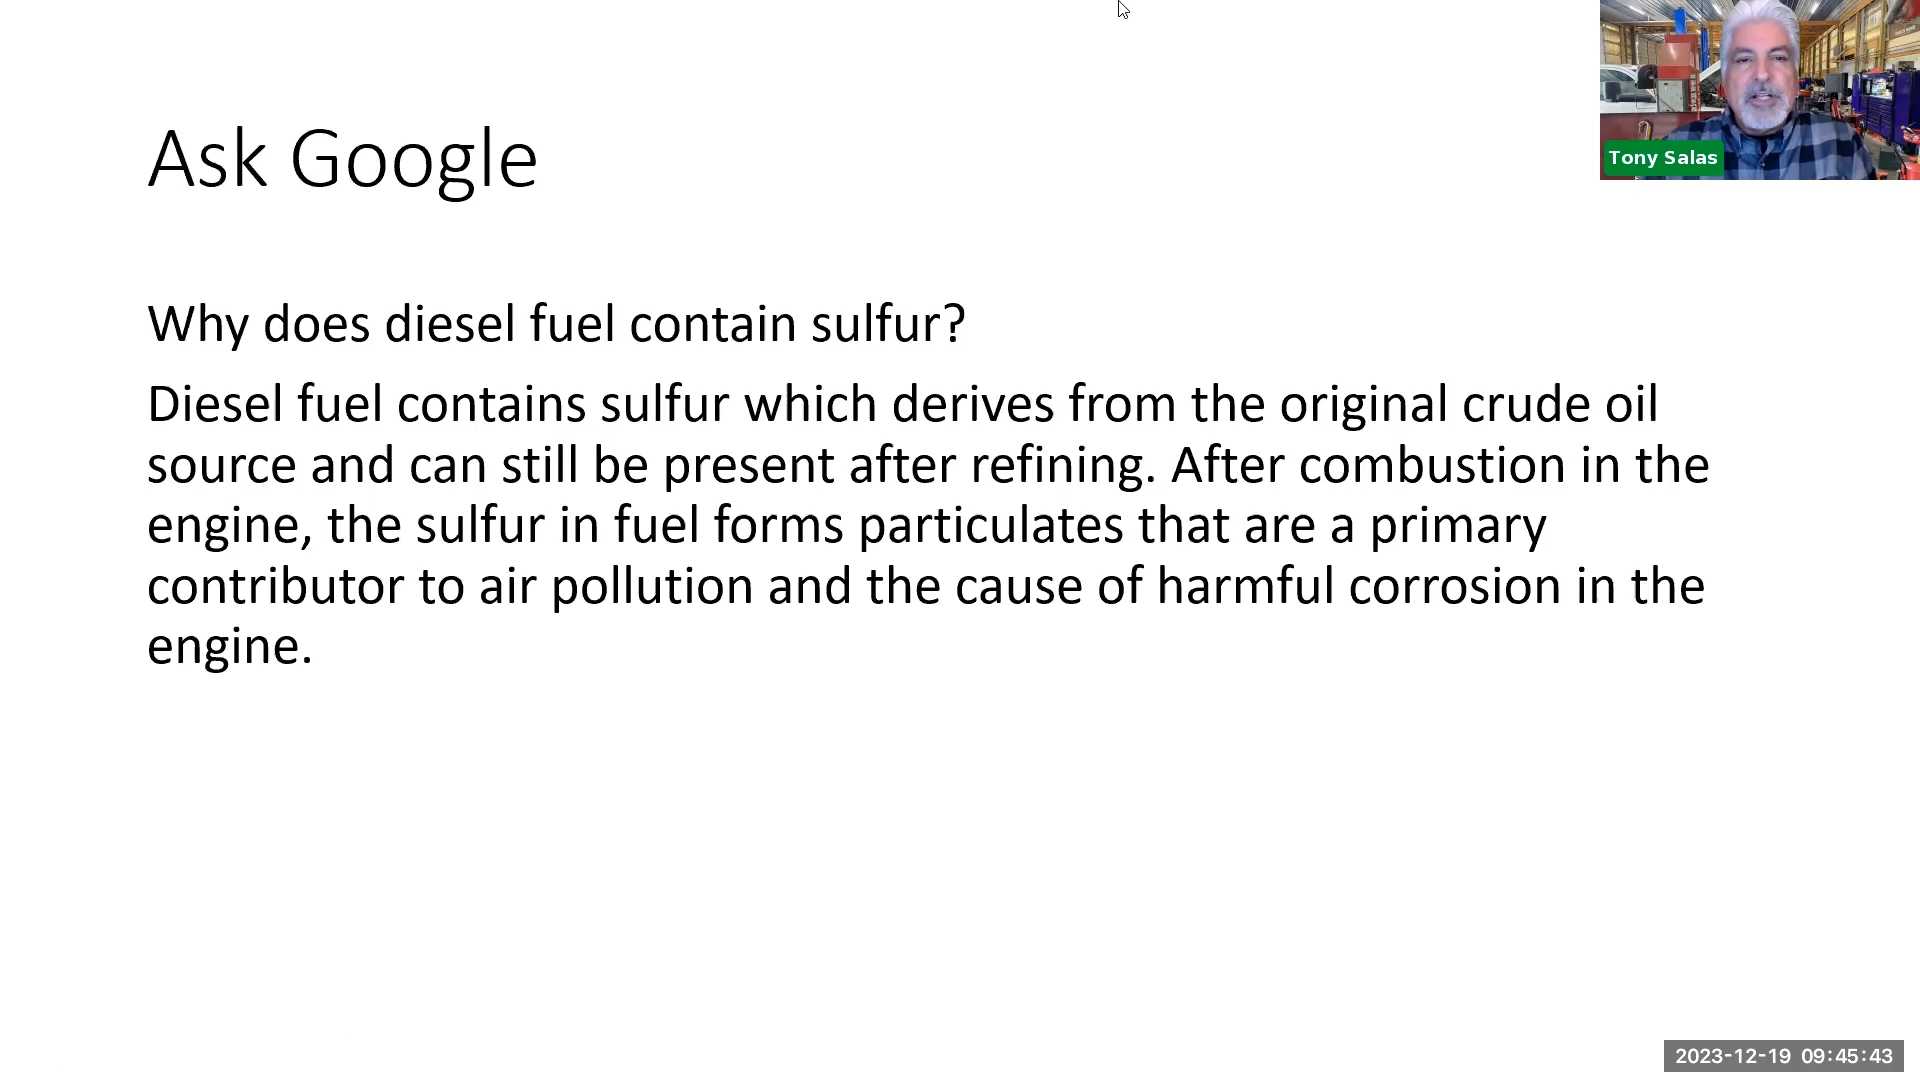 Ask Google
Tony Salas
Why does diesel fuel contain sulfur?
Diesel fuel contains sulfur which derives from the original crude oil
source and can still be present after refining. After combustion in the
engine, the sulfur in fuel forms particulates that are a primary
contributor to air pollution and the cause of harmful corrosion in the
engine.
2023-12-19 09:45:43